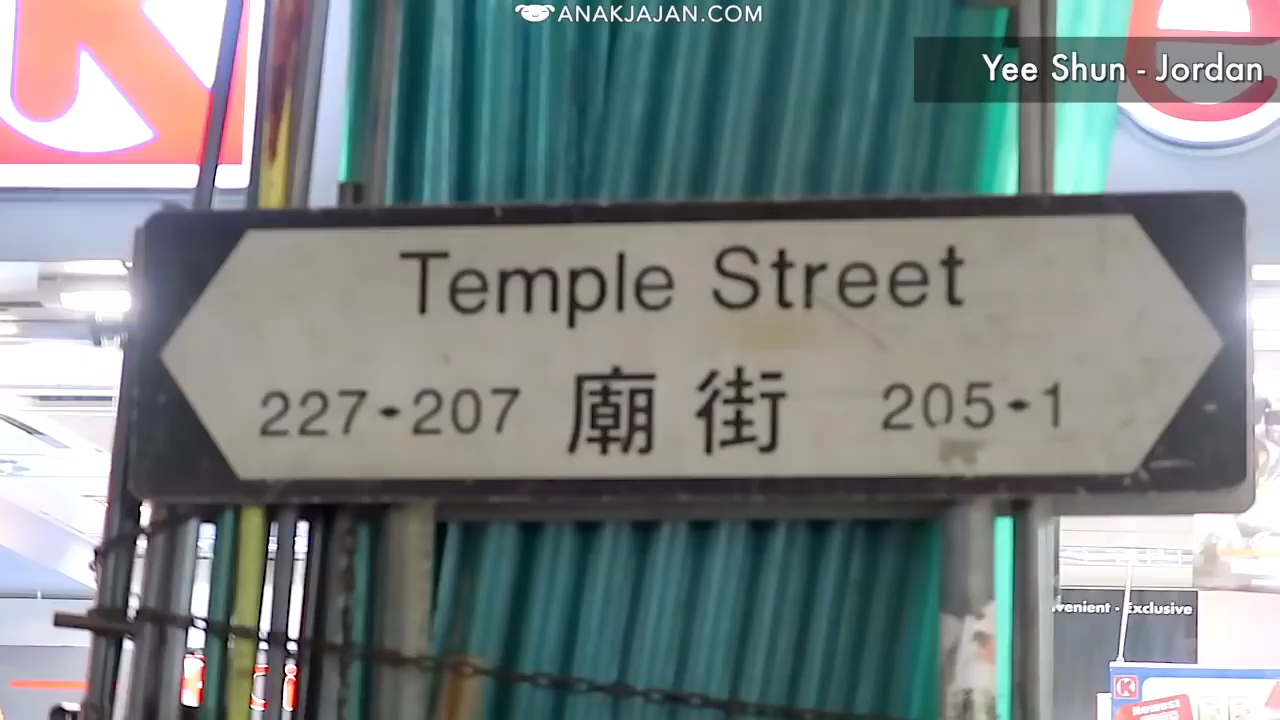 ANAKJAJAN.COM
Yee Shun - Jordan
K
e
Temple Street
227-207 廟街 205-1
venient · Exclusive
K